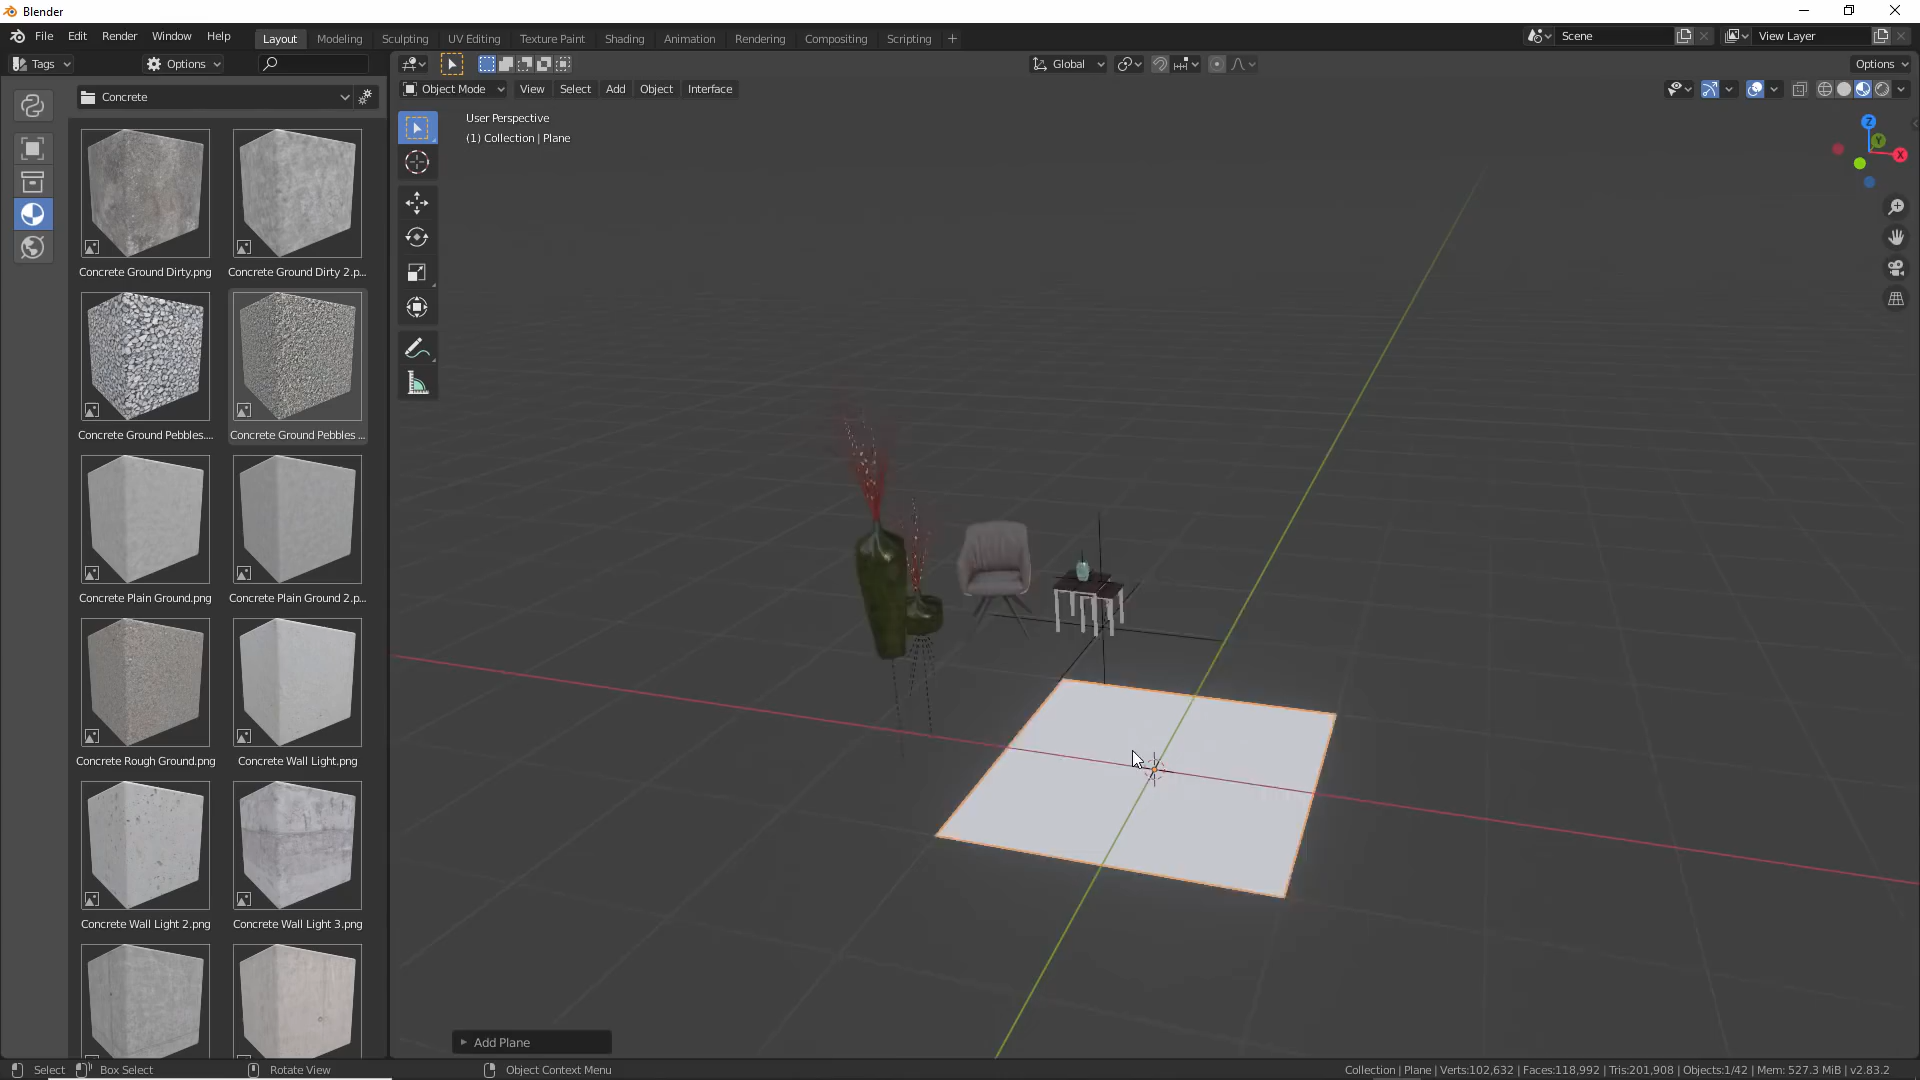 Blender
File Edit Render Window Help
Layout Modeling Sculpting UV Editing Texture Paint Shading Animation Rendering Compositing Scripting +
Scene
View Layer
Tags Options
Global
Options
Concrete
Object Mode View Select Add Object Interface
User Perspective
(1) Collection | Plane
Z
Y
X
Concrete Ground Dirty.png
Concrete Ground Dirty 2.p...
Concrete Ground Pebbles....
Concrete Ground Pebbles ...
Concrete Plain Ground.png
Concrete Plain Ground 2.p...
Concrete Rough Ground.png
Concrete Wall Light.png
Concrete Wall Light 2.png
Concrete Wall Light 3.png
Add Plane
Select Box Select Rotate View Object Context Menu
Collection | Plane | Verts:102,632 | Faces:118,992 | Tris:201,908 | Objects:1/42 | Mem: 527.3 MiB | v2.83.2